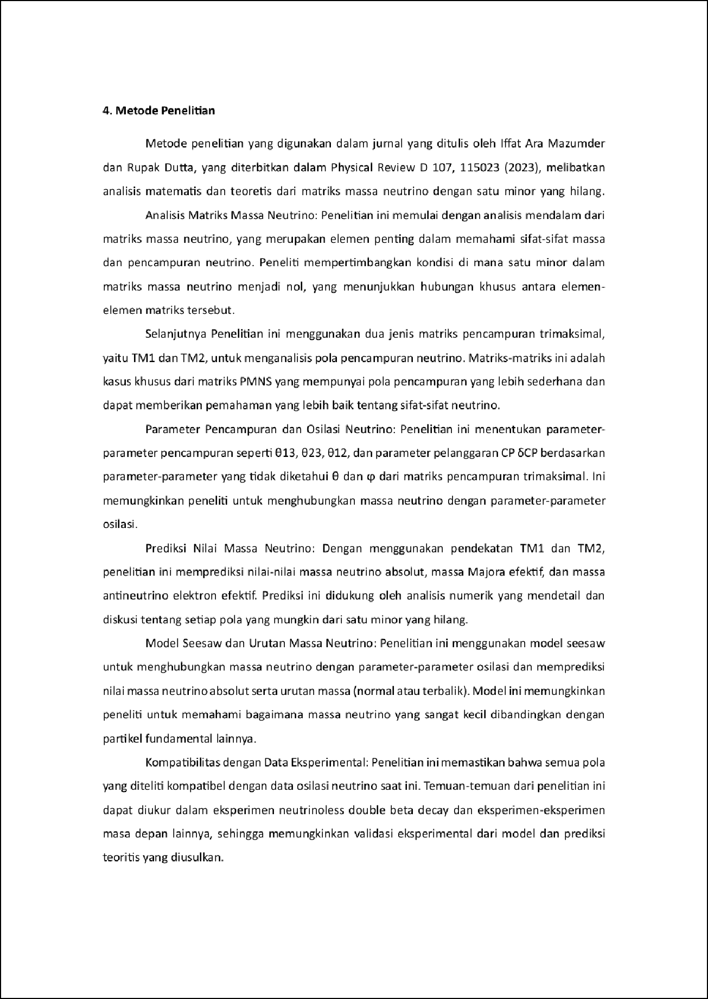 4. Metode Penelitian
Metode penelitian yang digunakan dalam jurnal yang ditulis oleh Iffat Ara Mazumder
dan Rupak Dutta, yang diterbitkan dalam Physical Review D 107, 115023 (2023), melibatkan
analisis matematis dan teoretis dari matriks massa neutrino dengan satu minor yang hilang.
Analisis Matriks Massa Neutrino: Penelitian ini memulai dengan analisis mendalam dari
matriks massa neutrino, yang merupakan elemen penting dalam memahami sifat-sifat massa
dan pencampuran neutrino. Peneliti mempertimbangkan kondisi di mana satu minor dalam
matriks massa neutrino menjadi nol, yang menunjukkan hubungan khusus antara elemen-
elemen matriks tersebut.
Selanjutnya Penelitian ini menggunakan dua jenis matriks pencampuran trimaksimal,
yaitu TM1 dan TM2, untuk menganalisis pola pencampuran neutrino. Matriks-matriks ini adalah
kasus khusus dari matriks PMNS yang mempunyai pola pencampuran yang lebih sederhana dan
dapat memberikan pemahaman yang lebih baik tentang sifat-sifat neutrino.
Parameter Pencampuran dan Osilasi Neutrino: Penelitian ini menentukan parameter-
parameter pencampuran seperti θ13, θ23, θ12, dan parameter pelanggaran CP δCP berdasarkan
parameter-parameter yang tidak diketahui θ dan φ dari matriks pencampuran trimaksimal. Ini
memungkinkan peneliti untuk menghubungkan massa neutrino dengan parameter-parameter
osilasi.
Prediksi Nilai Massa Neutrino: Dengan menggunakan pendekatan TM1 dan TM2,
penelitian ini memprediksi nilai-nilai massa neutrino absolut, massa Majora efektif, dan massa
antineutrino elektron efektif. Prediksi ini didukung oleh analisis numerik yang mendetail dan
diskusi tentang setiap pola yang mungkin dari satu minor yang hilang.
Model Seesaw dan Urutan Massa Neutrino: Penelitian ini menggunakan model seesaw
untuk menghubungkan massa neutrino dengan parameter-parameter osilasi dan memprediksi
nilai massa neutrino absolut serta urutan massa (normal atau terbalik). Model ini memungkinkan
peneliti untuk memahami bagaimana massa neutrino yang sangat kecil dibandingkan dengan
partikel fundamental lainnya.
Kompatibilitas dengan Data Eksperimental: Penelitian ini memastikan bahwa semua pola
yang diteliti kompatibel dengan data osilasi neutrino saat ini. Temuan-temuan dari penelitian ini
dapat diukur dalam eksperimen neutrinoless double beta decay dan eksperimen-eksperimen
masa depan lainnya, sehingga memungkinkan validasi eksperimental dari model dan prediksi
teoritis yang diusulkan.